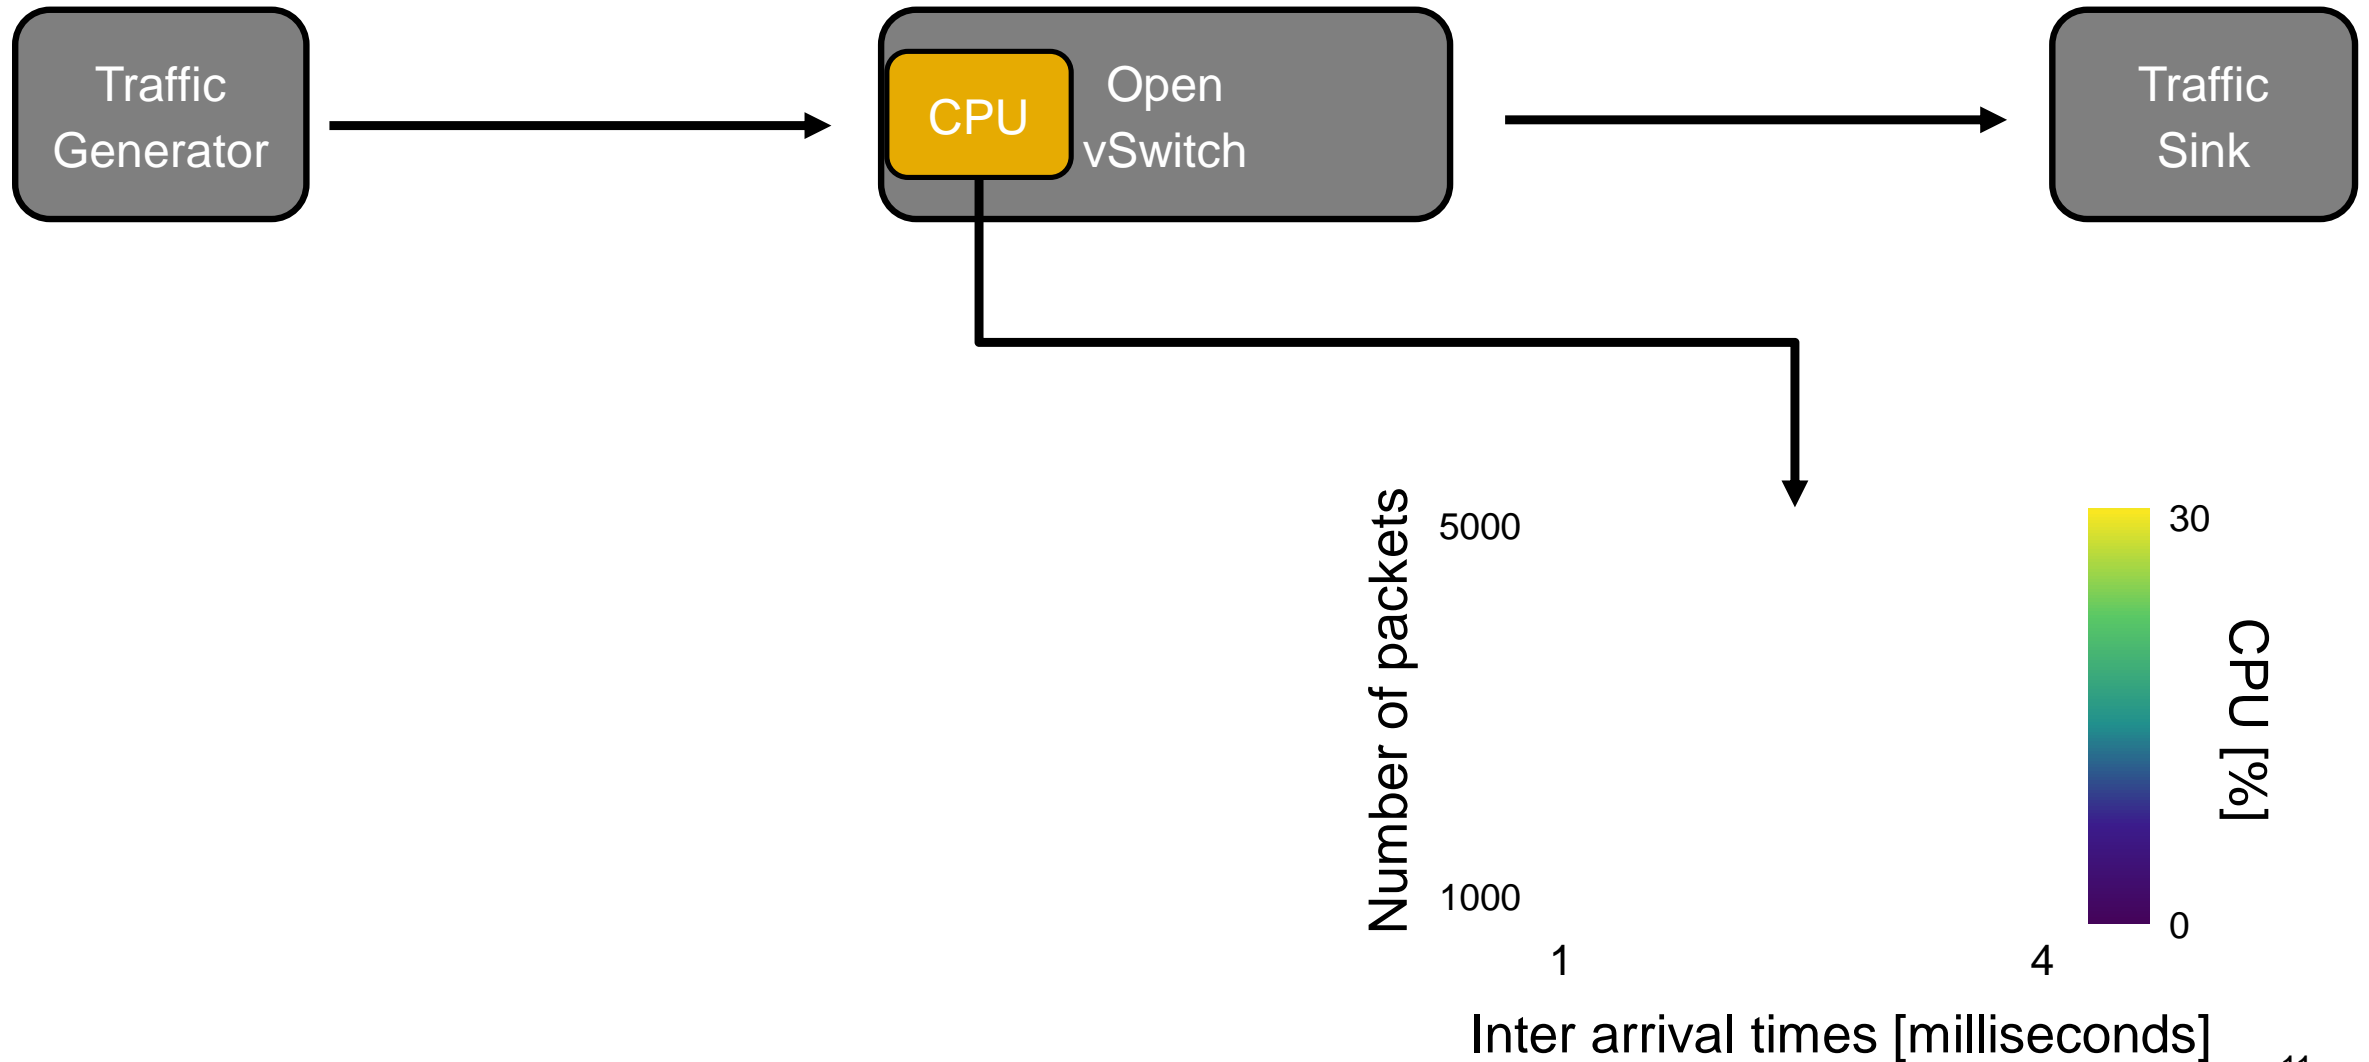 Traffic
Generator
CPU
Open
vSwitch
Traffic
Sink
Number of packets
5000
1000
1
4
Inter arrival times [milliseconds]
30
0
CPU [%]
11